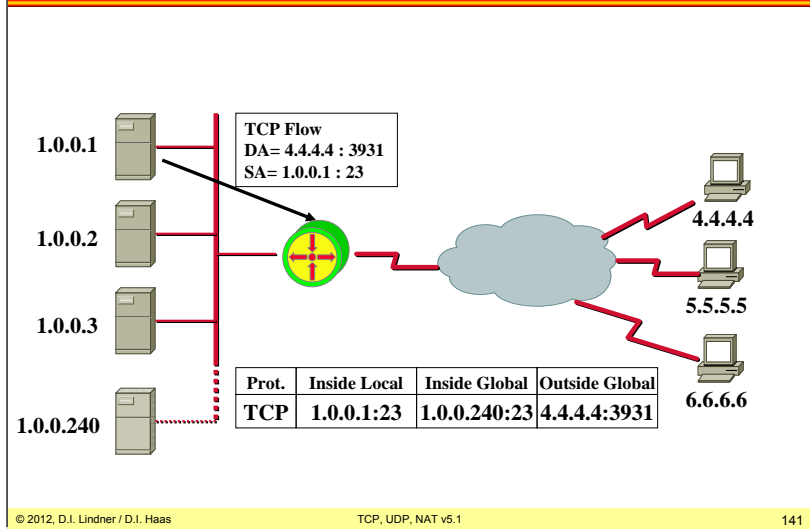 1.0.0.1
TCP Flow
DA= 4.4.4.4 : 3931
SA= 1.0.0.1 : 23
4.4.4.4
1.0.0.2
5.5.5.5
1.0.0.3
6.6.6.6
Prot. Inside Local Inside Global Outside Global
TCP 1.0.0.1:23 1.0.0.240:23 4.4.4.4:3931
1.0.0.240
© 2012, D.I. Lindner / D.I. Haas TCP, UDP, NAT v5.1 141